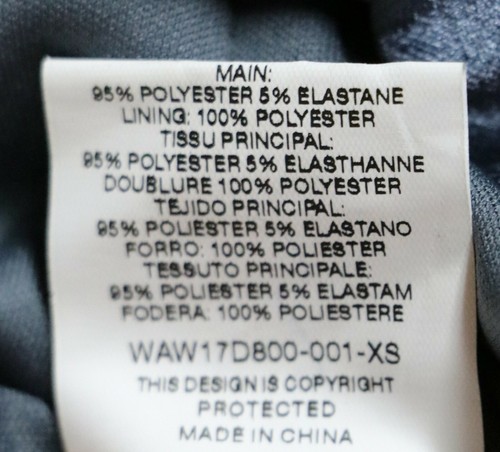 MAIN:
95% POLYESTER 5% ELASTANE
LINING: 100% POLYESTER
TISSU PRINCIPAL:
95% POLYESTER 5% ELASTHANNE
DOUBLURE 100% POLYESTER
TEJIDO PRINCIPAL:
95% POLIESTER 5% ELASTANO
FORRO: 100% POLIESTER
TESSUTO PRINCIPALE:
95% POLIESTER 5% ELASTAM
FODERA: 100% POLIESTERE
WAW17D800-001-XS
THIS DESIGN IS COPYRIGHT
PROTECTED
MADE IN CHINA